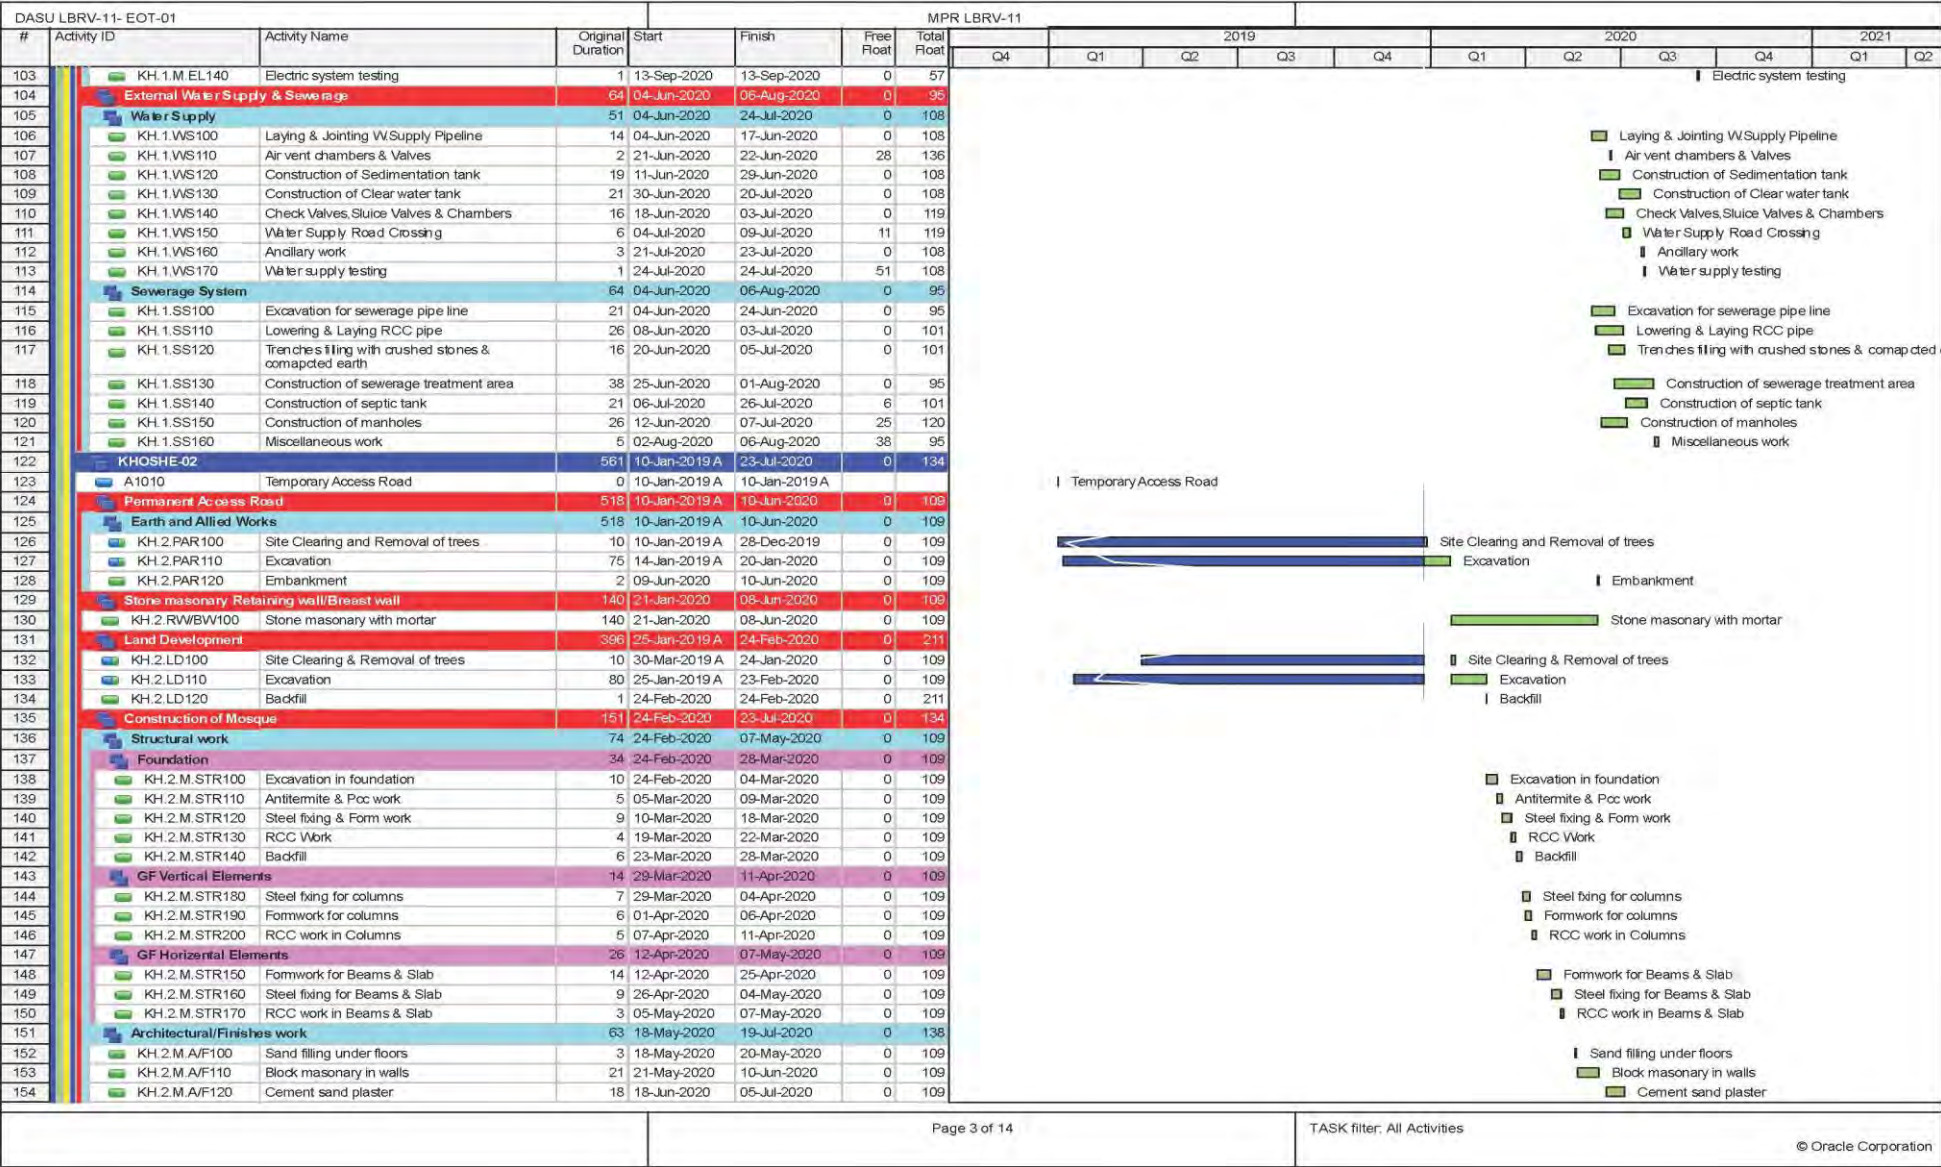 DASU LBRV-11- EOT-01 MPR LBRV-11
# Activity ID Activity Name Original Duration Start Finish Free Float Total Float 2019 2020 2021
Q4 Q1 Q2 Q3 Q4 Q1 Q2 Q3 Q4 Q1 Q2
103 KH.1.M.EL140 Electric system testing 1 13-Sep-2020 13-Sep-2020 0 57 Electric system testing
104 External Water Supply & Sewerage 64 04-Jun-2020 06-Aug-2020 0 95
105 Water Supply 51 04-Jun-2020 24-Jul-2020 0 108
106 KH.1.WS100 Laying & Jointing W.Supply Pipeline 14 04-Jun-2020 17-Jun-2020 0 108 Laying & Jointing W.Supply Pipeline
107 KH.1.WS110 Air vent chambers & Valves 2 21-Jun-2020 22-Jun-2020 28 136 Air vent chambers & Valves
108 KH.1.WS120 Construction of Sedimentation tank 19 11-Jun-2020 29-Jun-2020 0 108 Construction of Sedimentation tank
109 KH.1.WS130 Construction of Clear water tank 21 30-Jun-2020 20-Jul-2020 0 108 Construction of Clear water tank
110 KH.1.WS140 Check Valves,Sluice Valves & Chambers 16 18-Jun-2020 03-Jul-2020 0 119 Check Valves,Sluice Valves & Chambers
111 KH.1.WS150 Water Supply Road Crossing 6 04-Jul-2020 09-Jul-2020 11 119 Water Supply Road Crossing
112 KH.1.WS160 Ancillary work 3 21-Jul-2020 23-Jul-2020 0 108 Ancillary work
113 KH.1.WS170 Water supply testing 1 24-Jul-2020 24-Jul-2020 51 108 Water supply testing
114 Sewerage System 64 04-Jun-2020 06-Aug-2020 0 95
115 KH.1.SS100 Excavation for sewerage pipe line 21 04-Jun-2020 24-Jun-2020 0 95 Excavation for sewerage pipe line
116 KH.1.SS110 Lowering & Laying RCC pipe 26 08-Jun-2020 03-Jul-2020 0 101 Lowering & Laying RCC pipe
117 KH.1.SS120 Trenches filling with crushed stones & comapcted earth 16 20-Jun-2020 05-Jul-2020 0 101 Trenches filling with crushed stones & comapcted
118 KH.1.SS130 Construction of sewerage treatment area 38 25-Jun-2020 01-Aug-2020 0 95 Construction of sewerage treatment area
119 KH.1.SS140 Construction of septic tank 21 06-Jul-2020 26-Jul-2020 6 101 Construction of septic tank
120 KH.1.SS150 Construction of manholes 26 12-Jun-2020 07-Jul-2020 25 120 Construction of manholes
121 KH.1.SS160 Miscellaneous work 5 02-Aug-2020 06-Aug-2020 38 95 Miscellaneous work
122 KHOSHE-02 561 10-Jan-2019 A 23-Jul-2020 0 134
123 A1010 Temporary Access Road 0 10-Jan-2019 A 10-Jan-2019 A Temporary Access Road
124 Permanent Access Road 518 10-Jan-2019 A 10-Jun-2020 0 109
125 Earth and Allied Works 518 10-Jan-2019 A 10-Jun-2020 0 109
126 KH.2.PAR100 Site Clearing and Removal of trees 10 10-Jan-2019 A 28-Dec-2019 0 109 Site Clearing and Removal of trees
127 KH.2.PAR110 Excavation 75 14-Jan-2019 A 20-Jan-2020 0 109 Excavation
128 KH.2.PAR120 Embankment 2 09-Jun-2020 10-Jun-2020 0 109 Embankment
129 Stone masonary Retaining wall/Breast wall 140 21-Jan-2020 08-Jun-2020 0 109
130 KH.2.RW/BW100 Stone masonary with mortar 140 21-Jan-2020 08-Jun-2020 0 109 Stone masonary with mortar
131 Land Development 396 25-Jan-2019 A 24-Feb-2020 0 211
132 KH.2.LD100 Site Clearing & Removal of trees 10 30-Mar-2019 A 24-Jan-2020 0 109 Site Clearing & Removal of trees
133 KH.2.LD110 Excavation 80 25-Jan-2019 A 23-Feb-2020 0 109 Excavation
134 KH.2.LD120 Backfill 1 24-Feb-2020 24-Feb-2020 0 211 Backfill
135 Construction of Mosque 151 24-Feb-2020 23-Jul-2020 0 134
136 Structural work 74 24-Feb-2020 07-May-2020 0 109
137 Foundation 34 24-Feb-2020 28-Mar-2020 0 109
138 KH.2.M.STR100 Excavation in foundation 10 24-Feb-2020 04-Mar-2020 0 109 Excavation in foundation
139 KH.2.M.STR110 Antitermite & Pcc work 5 05-Mar-2020 09-Mar-2020 0 109 Antitermite & Pcc work
140 KH.2.M.STR120 Steel fixing & Form work 9 10-Mar-2020 18-Mar-2020 0 109 Steel fixing & Form work
141 KH.2.M.STR130 RCC Work 4 19-Mar-2020 22-Mar-2020 0 109 RCC Work
142 KH.2.M.STR140 Backfill 6 23-Mar-2020 28-Mar-2020 0 109 Backfill
143 GF Vertical Elements 14 29-Mar-2020 11-Apr-2020 0 109
144 KH.2.M.STR180 Steel fixing for columns 7 29-Mar-2020 04-Apr-2020 0 109 Steel fixing for columns
145 KH.2.M.STR190 Formwork for columns 6 01-Apr-2020 06-Apr-2020 0 109 Formwork for columns
146 KH.2.M.STR200 RCC work in Columns 5 07-Apr-2020 11-Apr-2020 0 109 RCC work in Columns
147 GF Horizental Elements 26 12-Apr-2020 07-May-2020 0 109
148 KH.2.M.STR150 Formwork for Beams & Slab 14 12-Apr-2020 25-Apr-2020 0 109 Formwork for Beams & Slab
149 KH.2.M.STR160 Steel fixing for Beams & Slab 9 26-Apr-2020 04-May-2020 0 109 Steel fixing for Beams & Slab
150 KH.2.M.STR170 RCC work in Beams & Slab 3 05-May-2020 07-May-2020 0 109 RCC work in Beams & Slab
151 Architectural/Finishes work 63 18-May-2020 19-Jul-2020 0 138
152 KH.2.M.A/F100 Sand filling under floors 3 18-May-2020 20-May-2020 0 109 Sand filling under floors
153 KH.2.M.A/F110 Block masonary in walls 21 21-May-2020 10-Jun-2020 0 109 Block masonary in walls
154 KH.2.M.A/F120 Cement sand plaster 18 18-Jun-2020 05-Jul-2020 0 109 Cement sand plaster
Page 3 of 14 TASK filter: All Activities
© Oracle Corporation